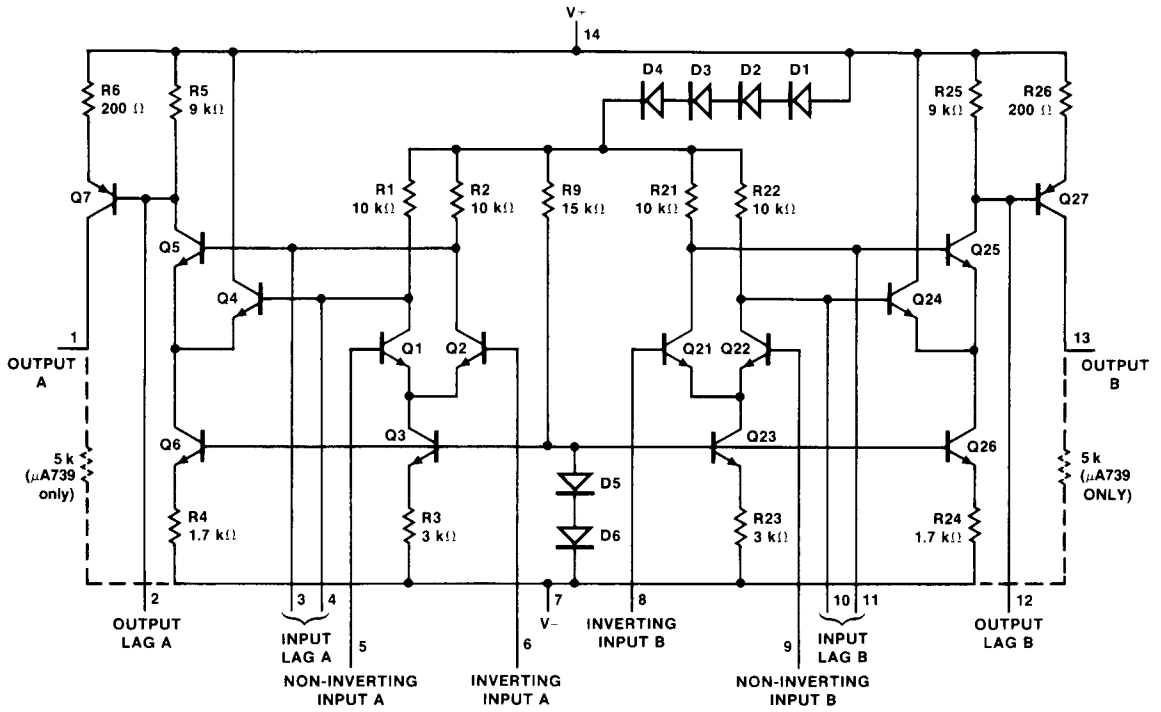 V+
14
D4
D3
D2
D1
R6
200 Ω
R5
9 kΩ
R25
9 kΩ
R26
200 Ω
R1
10 kΩ
R2
10 kΩ
R9
15 kΩ
R21
10 kΩ
R22
10 kΩ
Q7
Q27
Q5
Q25
Q4
Q24
1
OUTPUT
A
Q1
Q2
Q21
Q22
13
OUTPUT
B
Q6
Q3
Q23
Q26
5 k
(μA739
only)
D5
5 k
(μA739
ONLY)
R4
1.7 kΩ
R3
3 kΩ
D6
R23
3 kΩ
R24
1.7 kΩ
2
OUTPUT
LAG A
3
4
INPUT
LAG A
7
V−
8
INVERTING
INPUT B
10
11
INPUT
LAG B
12
OUTPUT
LAG B
5
NON-INVERTING
INPUT A
6
INVERTING
INPUT A
9
NON-INVERTING
INPUT B